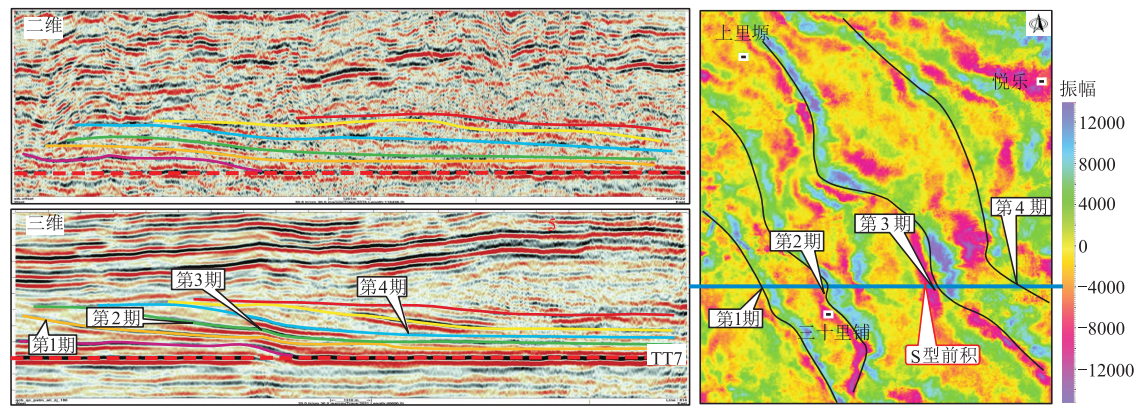 二维
三维
第3期
第4期
第2期
第1期
TT7
上里塬
悦乐
第4期
第3期
第2期
第1期
三十里铺
S型前积
振幅
12000
8000
4000
0
−4000
−8000
−12000